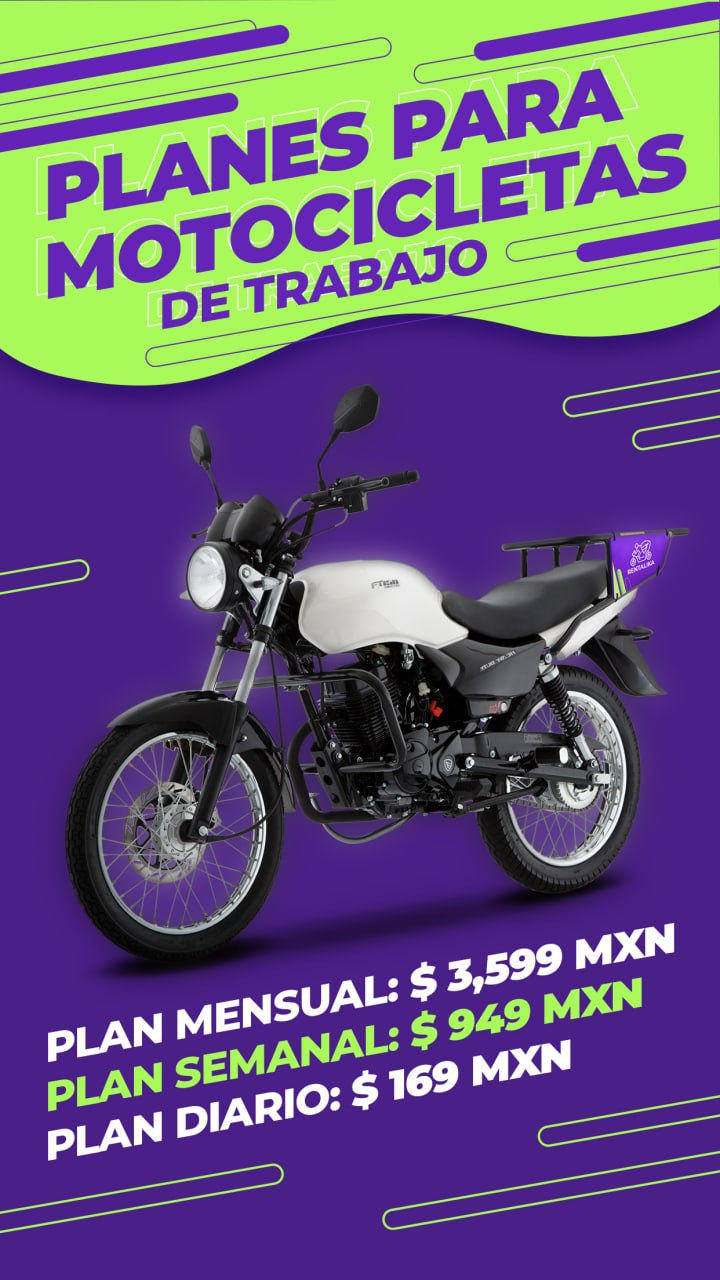 PLANES PARA
MOTOCICLETAS
DE TRABAJO
FT150
RENTALIKA
PLAN MENSUAL: $ 3,599 MXN
PLAN SEMANAL: $ 949 MXN
PLAN DIARIO: $ 169 MXN